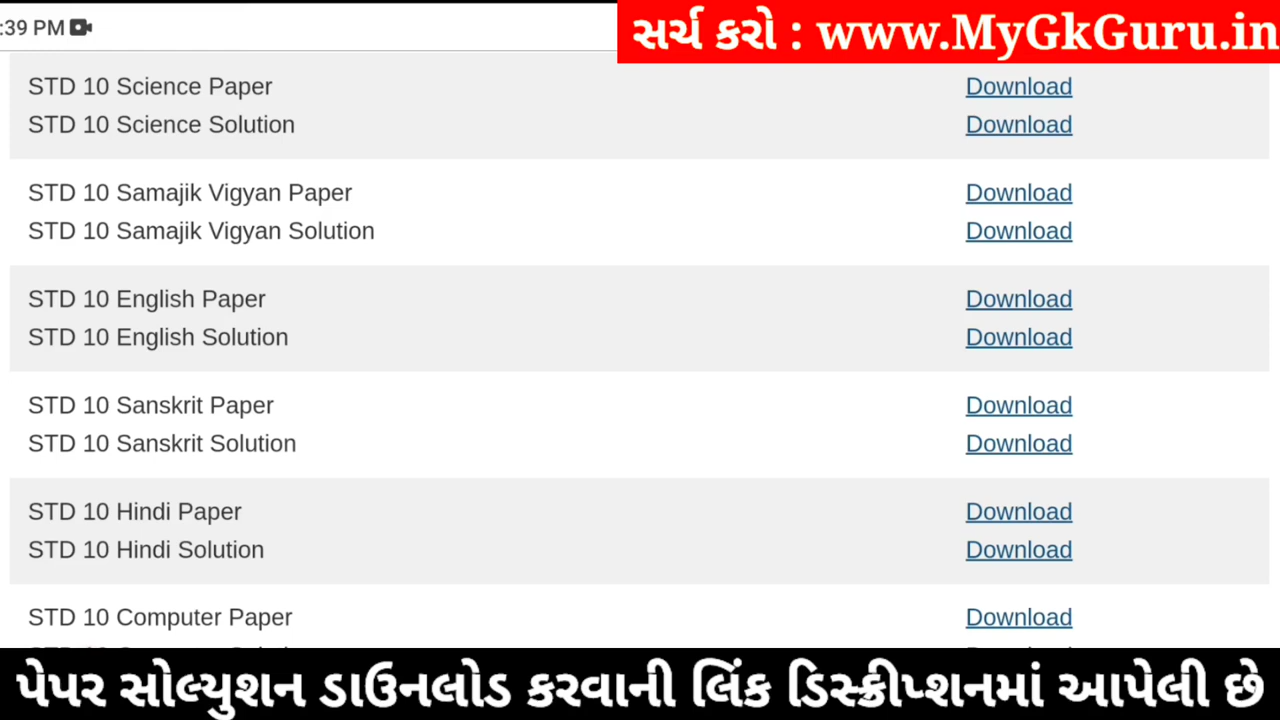 :39 PM
સર્ચ કરો : www.MyGkGuru.in
STD 10 Science Paper Download
STD 10 Science Solution Download
STD 10 Samajik Vigyan Paper Download
STD 10 Samajik Vigyan Solution Download
STD 10 English Paper Download
STD 10 English Solution Download
STD 10 Sanskrit Paper Download
STD 10 Sanskrit Solution Download
STD 10 Hindi Paper Download
STD 10 Hindi Solution Download
STD 10 Computer Paper Download
પેપર સોલ્યુશન ડાઉનલોડ કરવાની લિંક ડિસ્ક્રીપ્શનમાં આપેલી છે